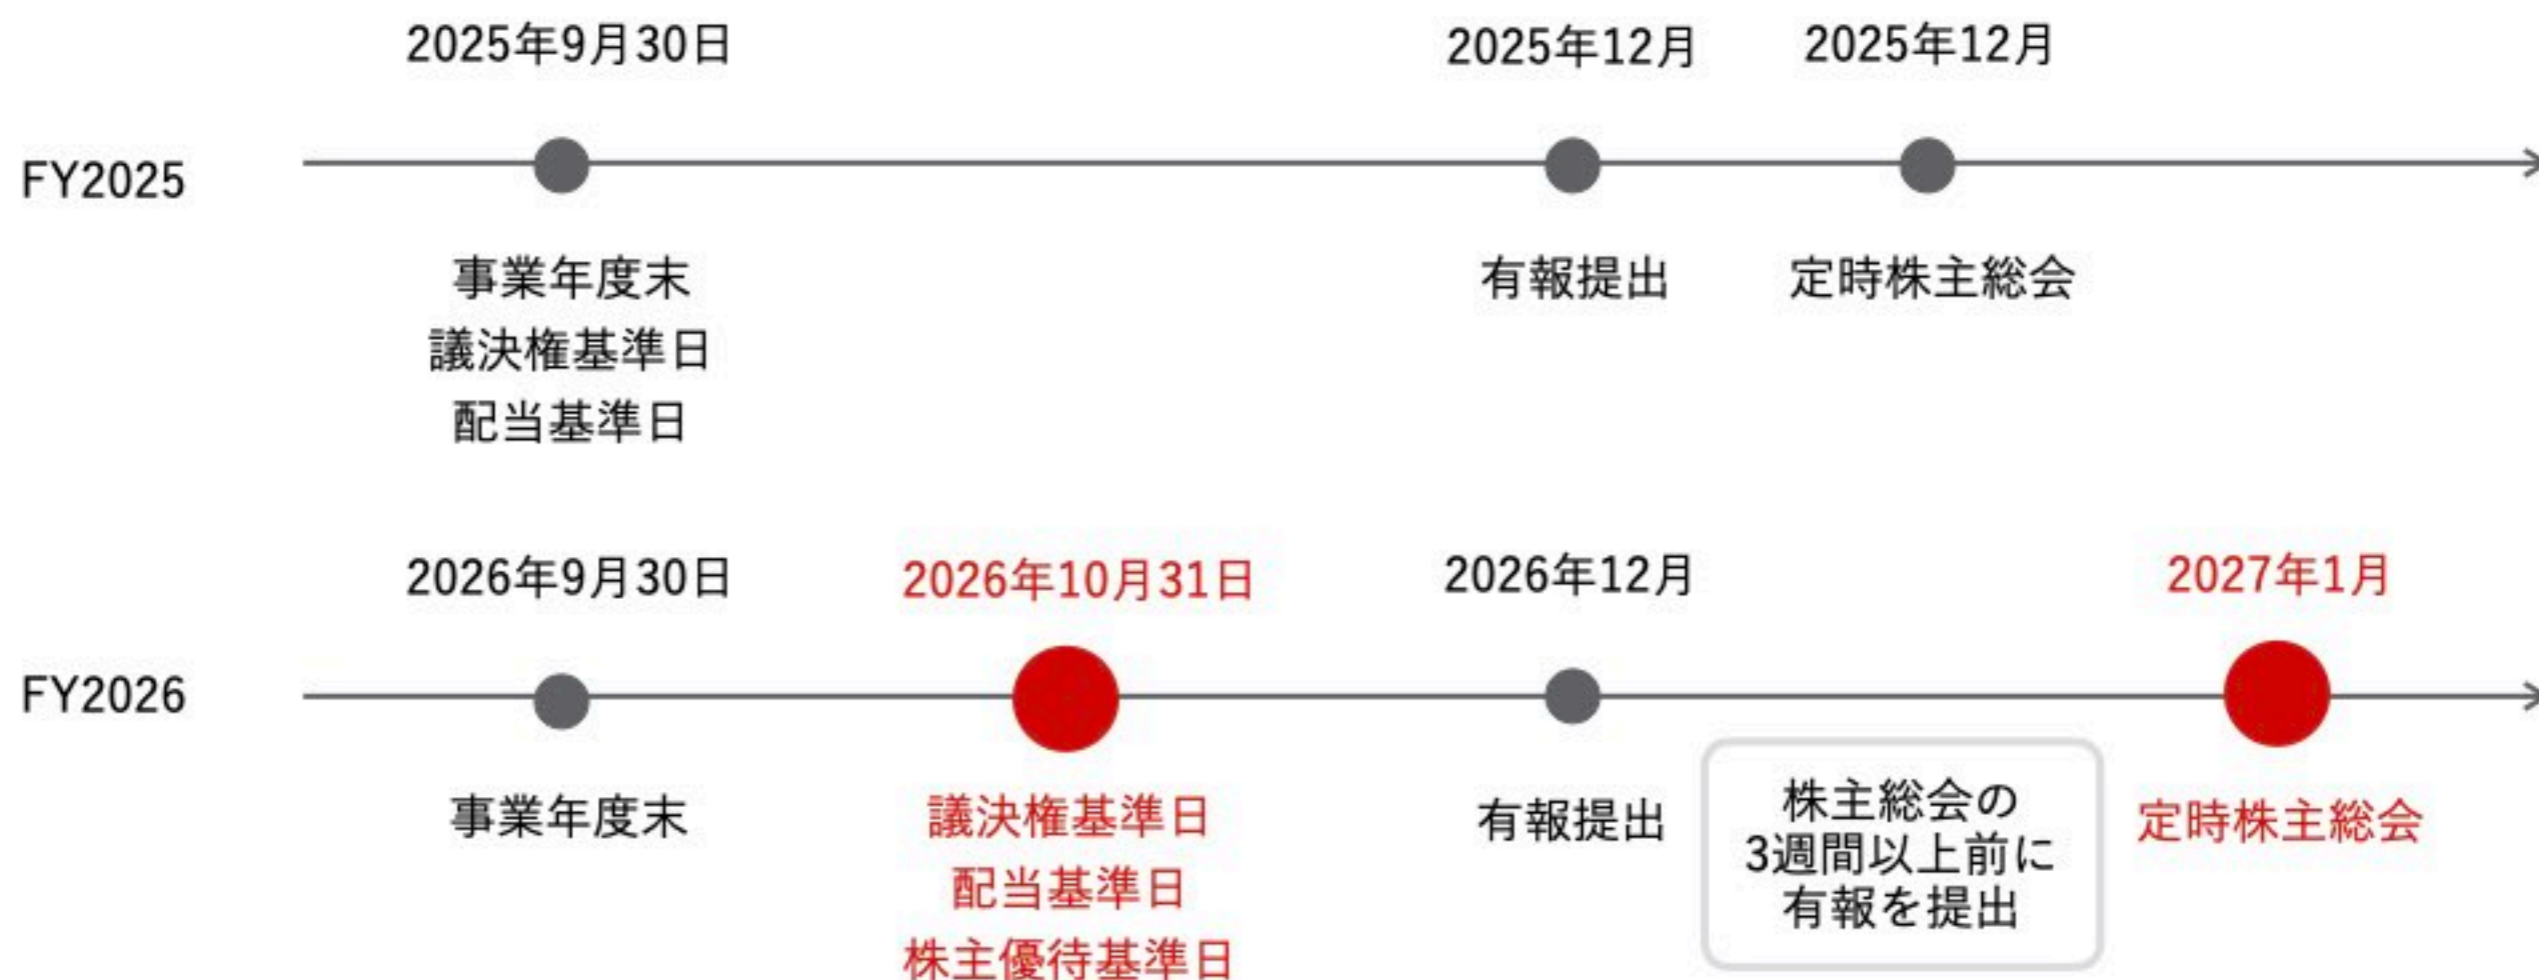 2025年9月30日
2025年12月
2025年12月
FY2025
事業年度末
議決権基準日
配当基準日
有報提出
定時株主総会
2026年9月30日
2026年10月31日
2026年12月
2027年1月
FY2026
事業年度末
議決権基準日
配当基準日
株主優待基準日
有報提出
株主総会の
3週間以上前に
有報を提出
定時株主総会